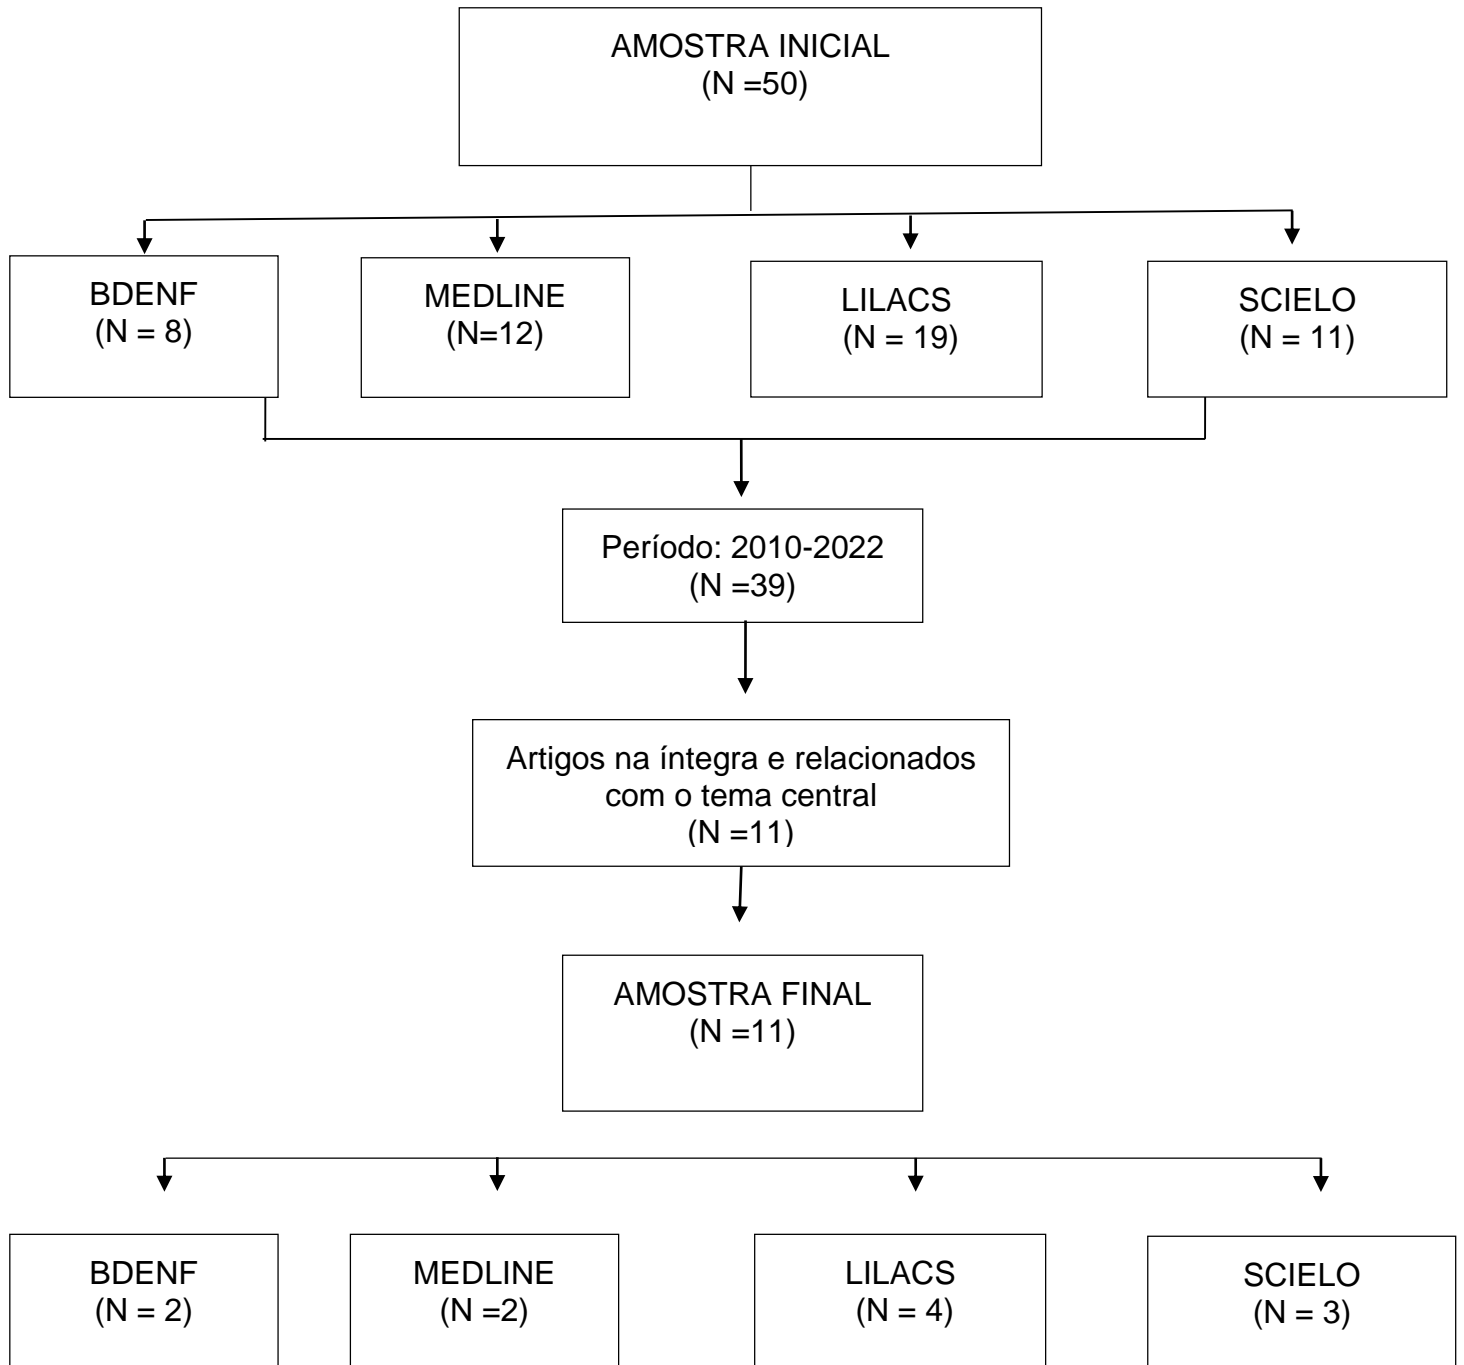 AMOSTRA INICIAL
(N =50)
BDENF
(N = 8)
MEDLINE
(N=12)
LILACS
(N = 19)
SCIELO
(N = 11)
Período: 2010-2022
(N =39)
Artigos na íntegra e relacionados
com o tema central
(N =11)
AMOSTRA FINAL
(N =11)
BDENF
(N = 2)
MEDLINE
(N =2)
LILACS
(N = 4)
SCIELO
(N = 3)